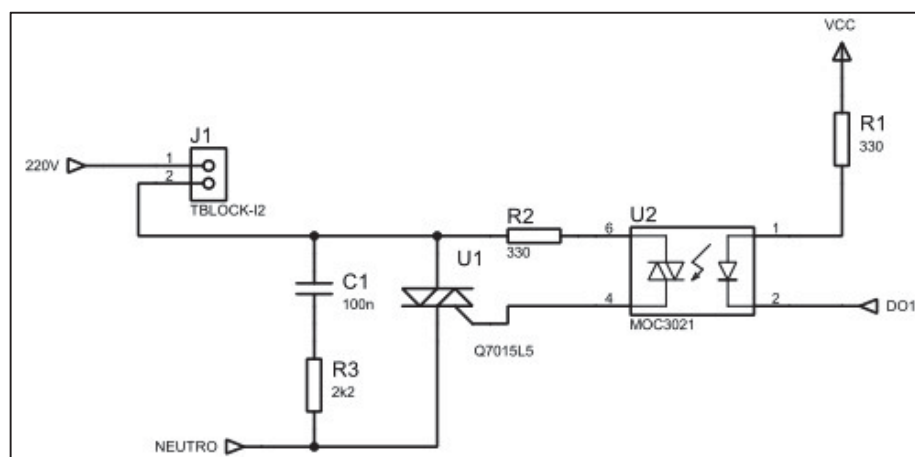 VCC
J1
220V
1
2
TBLOCK-I2
R1
330
R2
330
U2
6
1
4
2
MOC3021
DO1
U1
Q7015L5
C1
100n
R3
2k2
NEUTRO